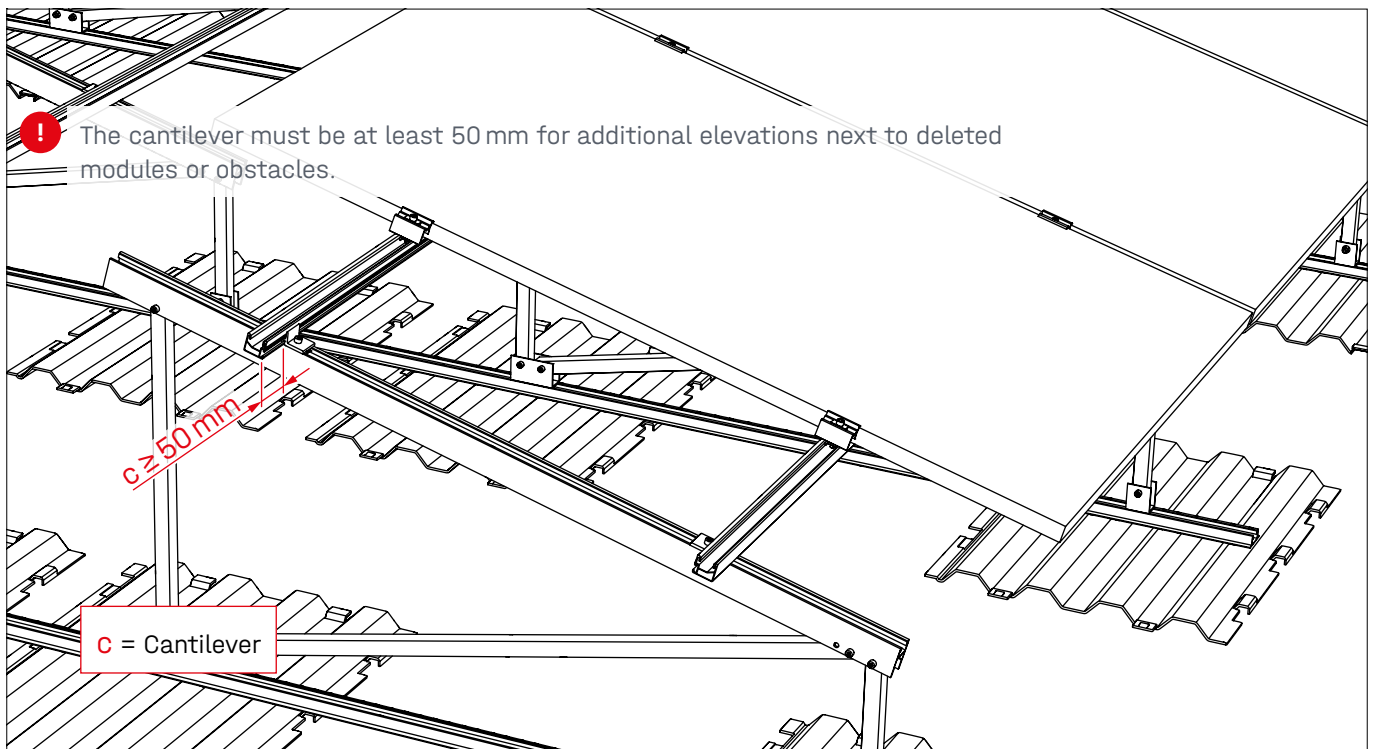 !
The cantilever must be at least 50 mm for additional elevations next to deleted
modules or obstacles.
c ≥ 50 mm
C = Cantilever